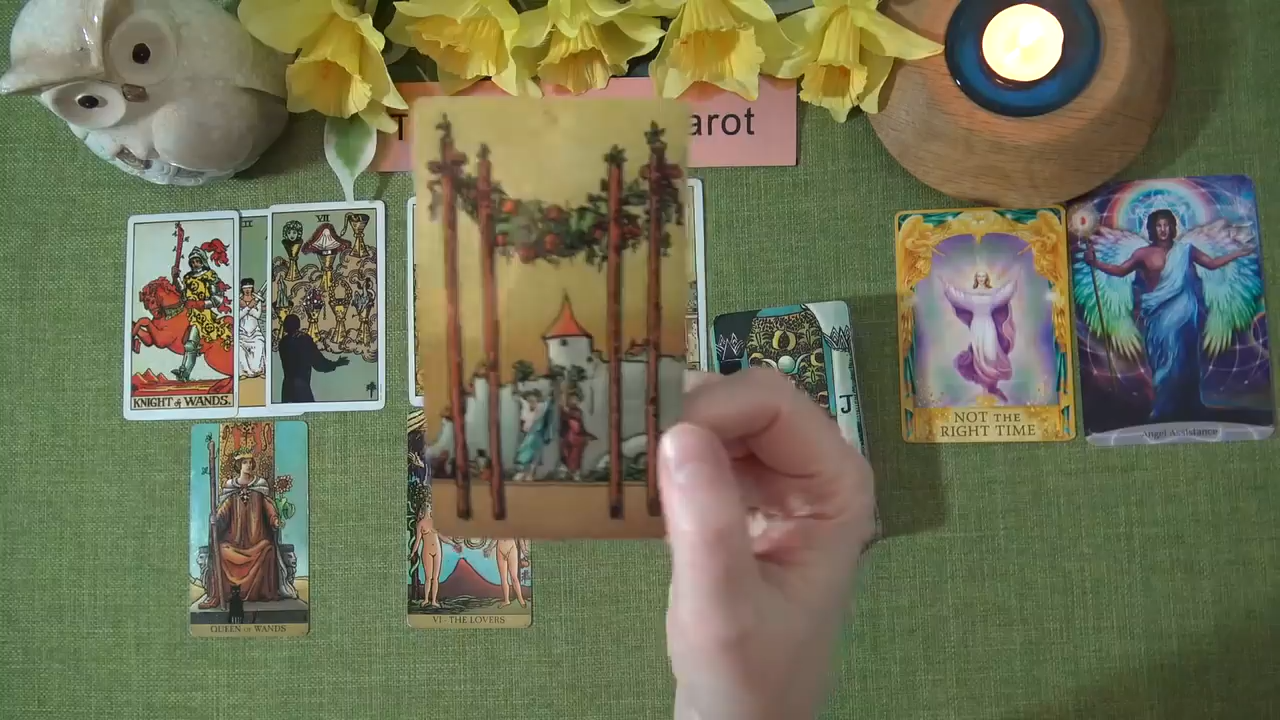 T arot
VII
KNIGHT of WANDS.
QUEEN OF WANDS
VI - THE LOVERS
J
NOT THE
RIGHT TIME
Angel Assistance